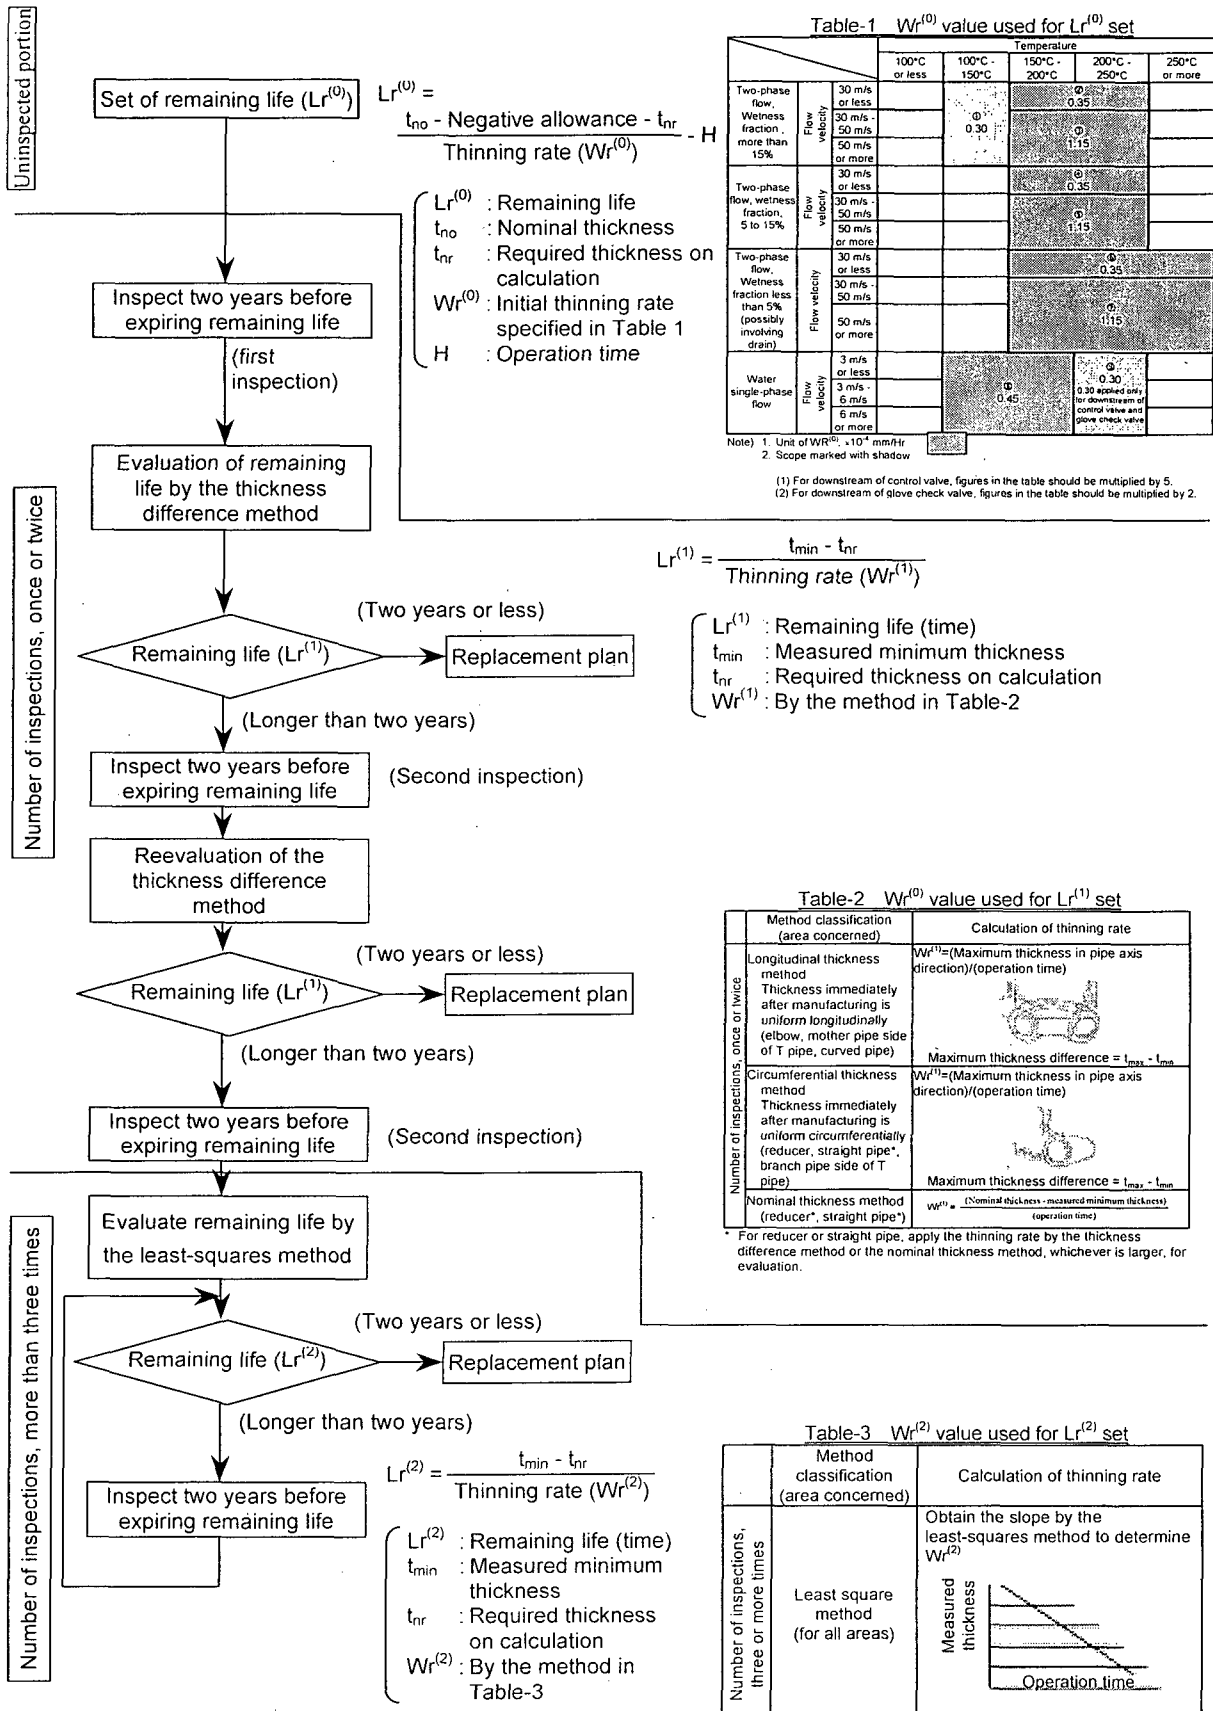 Uninspected portion
Set of remaining life (Lr(0))
Lr(0) =
tno - Negative allowance - tnr
- H
Thinning rate (Wr(0))
Lr(0) : Remaining life
tno : Nominal thickness
tnr : Required thickness on
calculation
Wr(0) : Initial thinning rate
specified in Table 1
H : Operation time
Table-1 Wr(0) value used for Lr(0) set
Temperature
100°C
or less
100°C -
150°C
150°C -
200°C
200°C -
250°C
250°C
or more
Two-phase
flow,
Wetness
fraction,
more than
15%
Flow
velocity
30 m/s
or less
30 m/s -
50 m/s
50 m/s
or more
0.30
0.35
1.15
Two-phase
flow, wetness
fraction,
5 to 15%
Flow
velocity
30 m/s
or less
30 m/s -
50 m/s
50 m/s
or more
0.35
1.15
Two-phase
flow,
Wetness
fraction less
than 5%
(possibly
involving
drain)
Flow velocity
30 m/s
or less
30 m/s -
50 m/s
50 m/s
or more
0.35
1.15
Water
single-phase
flow
Flow
velocity
3 m/s
or less
3 m/s -
6 m/s
6 m/s
or more
0.45
0.30
0.30 applied only
for downstream of
control valve and
glove check valve
Note) 1. Unit of WR(0): ×10-4 mm/Hr
2. Scope marked with shadow
(1) For downstream of control valve, figures in the table should be multiplied by 5.
(2) For downstream of glove check valve, figures in the table should be multiplied by 2.
Inspect two years before
expiring remaining life
(first
inspection)
Number of inspections, once or twice
Evaluation of remaining
life by the thickness
difference method
Lr(1) =
tmin - tnr
Thinning rate (Wr(1))
Lr(1) : Remaining life (time)
tmin : Measured minimum thickness
tnr : Required thickness on calculation
Wr(1) : By the method in Table-2
(Two years or less)
Remaining life (Lr(1))
Replacement plan
(Longer than two years)
Inspect two years before
expiring remaining life
(Second inspection)
Reevaluation of the
thickness difference
method
(Two years or less)
Remaining life (Lr(1))
Replacement plan
(Longer than two years)
Inspect two years before
expiring remaining life
(Second inspection)
Table-2 Wr(0) value used for Lr(1) set
Method classification
(area concerned)
Calculation of thinning rate
Number of inspections, once or twice
Longitudinal thickness
method
Thickness immediately
after manufacturing is
uniform longitudinally
(elbow, mother pipe side
of T pipe, curved pipe)
Wr(1)=(Maximum thickness in pipe axis
direction)/(operation time)
Maximum thickness difference = tmax - tmin
Circumferential thickness
method
Thickness immediately
after manufacturing is
uniform circumferentially
(reducer, straight pipe*,
branch pipe side of T
pipe)
Wr(1)=(Maximum thickness in pipe axis
direction)/(operation time)
Maximum thickness difference = tmax - tmin
Nominal thickness method
(reducer*, straight pipe*)
Wr(1) =
(Nominal thickness - measured minimum thickness)
(operation time)
* For reducer or straight pipe, apply the thinning rate by the thickness
difference method or the nominal thickness method, whichever is larger, for
evaluation.
Number of inspections, more than three times
Evaluate remaining life by
the least-squares method
(Two years or less)
Remaining life (Lr(2))
Replacement plan
(Longer than two years)
Inspect two years before
expiring remaining life
Lr(2) =
tmin - tnr
Thinning rate (Wr(2))
Lr(2) : Remaining life (time)
tmin : Measured minimum
thickness
tnr : Required thickness
on calculation
Wr(2) : By the method in
Table-3
Table-3 Wr(2) value used for Lr(2) set
Method
classification
(area concerned)
Calculation of thinning rate
Number of inspections,
three or more times
Least square
method
(for all areas)
Obtain the slope by the
least-squares method to determine
Wr(2)
Measured
thickness
Operation time